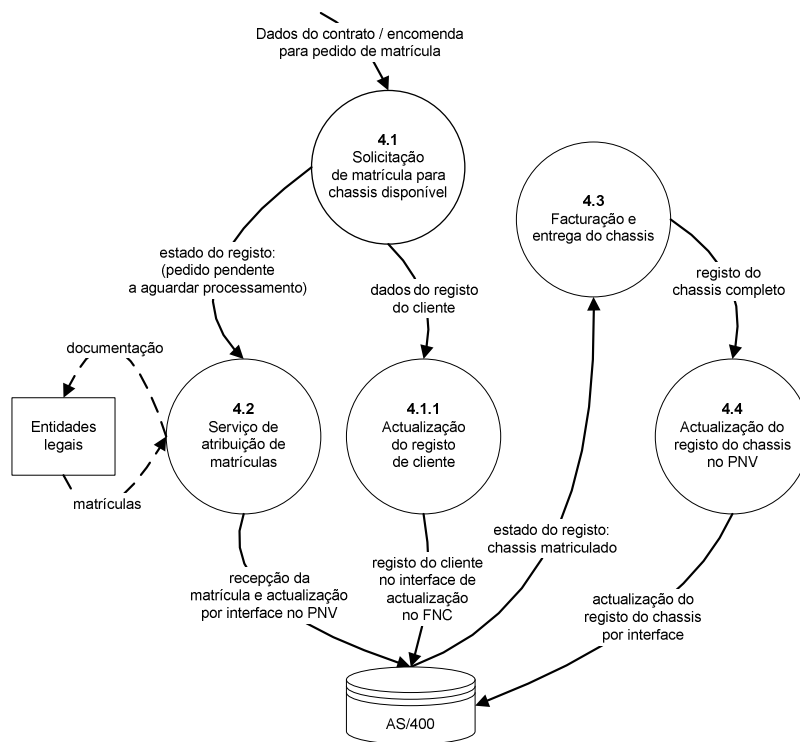 Dados do contrato / encomenda
para pedido de matrícula
4.1
Solicitação
de matrícula para
chassis disponível
4.3
Facturação e
entrega do chassis
estado do registo:
(pedido pendente
a aguardar processamento)
dados do registo
do cliente
registo do
chassis completo
documentação
Entidades
legais
matrículas
4.2
Serviço de
atribuição de
matrículas
4.1.1
Actualização
do registo
de cliente
4.4
Actualização do
registo do chassis
no PNV
estado do registo:
chassis matriculado
recepção da
matrícula e actualização
por interface no PNV
registo do cliente
no interface de
actualização
no FNC
actualização do
registo do chassis
por interface
AS/400